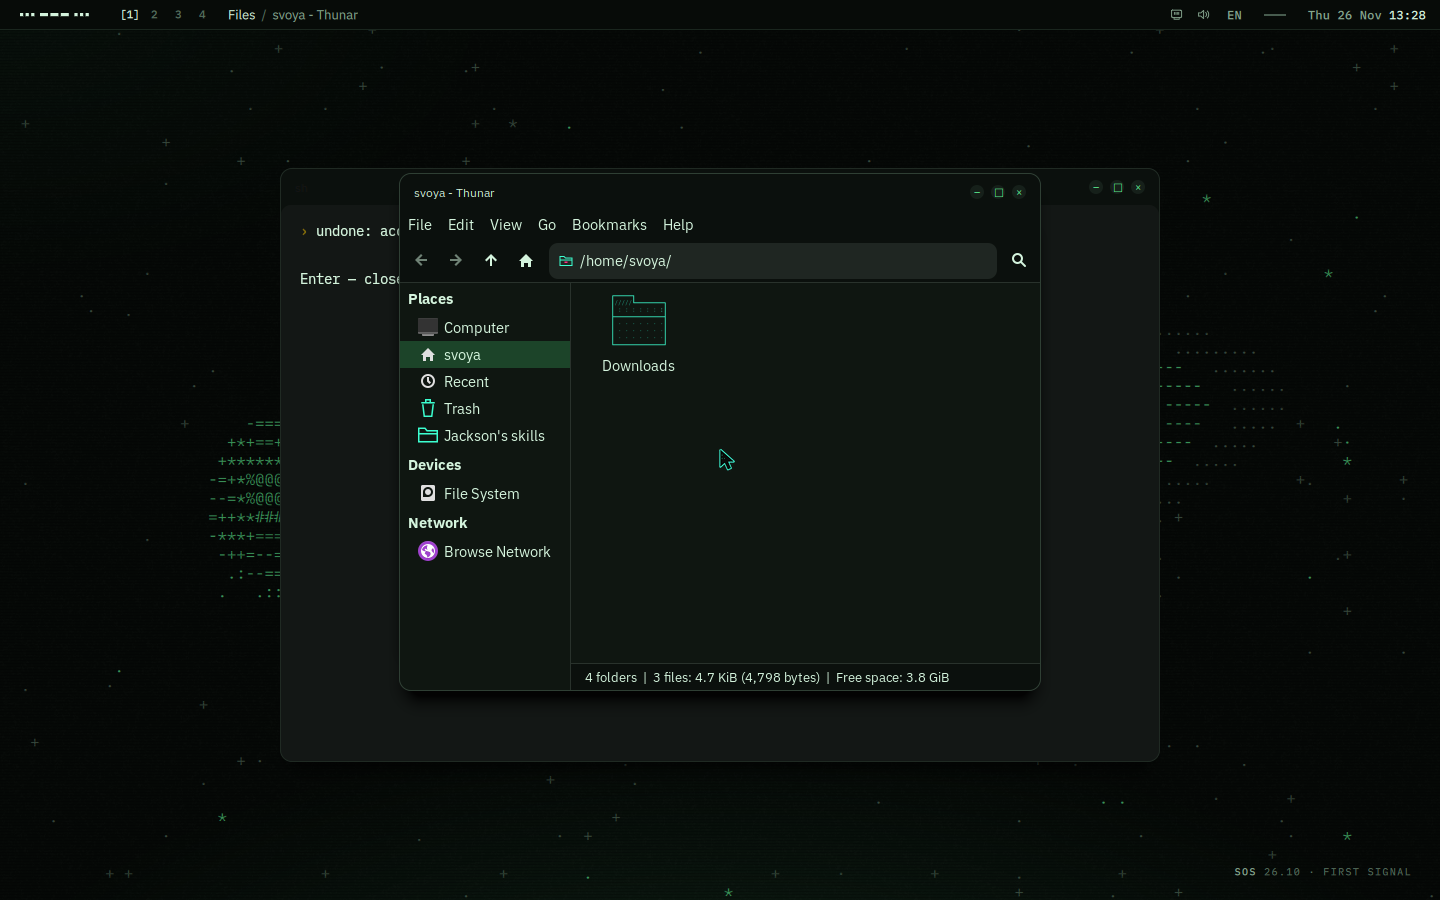 [1] 2 3 4 Files / svoya - Thunar EN Thu 26 Nov 13:28
svoya - Thunar
File Edit View Go Bookmarks Help
/home/svoya/
› undone: acc
Enter — close
Places
Computer
svoya
Recent
Trash
Jackson's skills
Devices
File System
Network
Browse Network
Downloads
4 folders | 3 files: 4.7 KiB (4,798 bytes) | Free space: 3.8 GiB
SOS 26.10 · FIRST SIGNAL